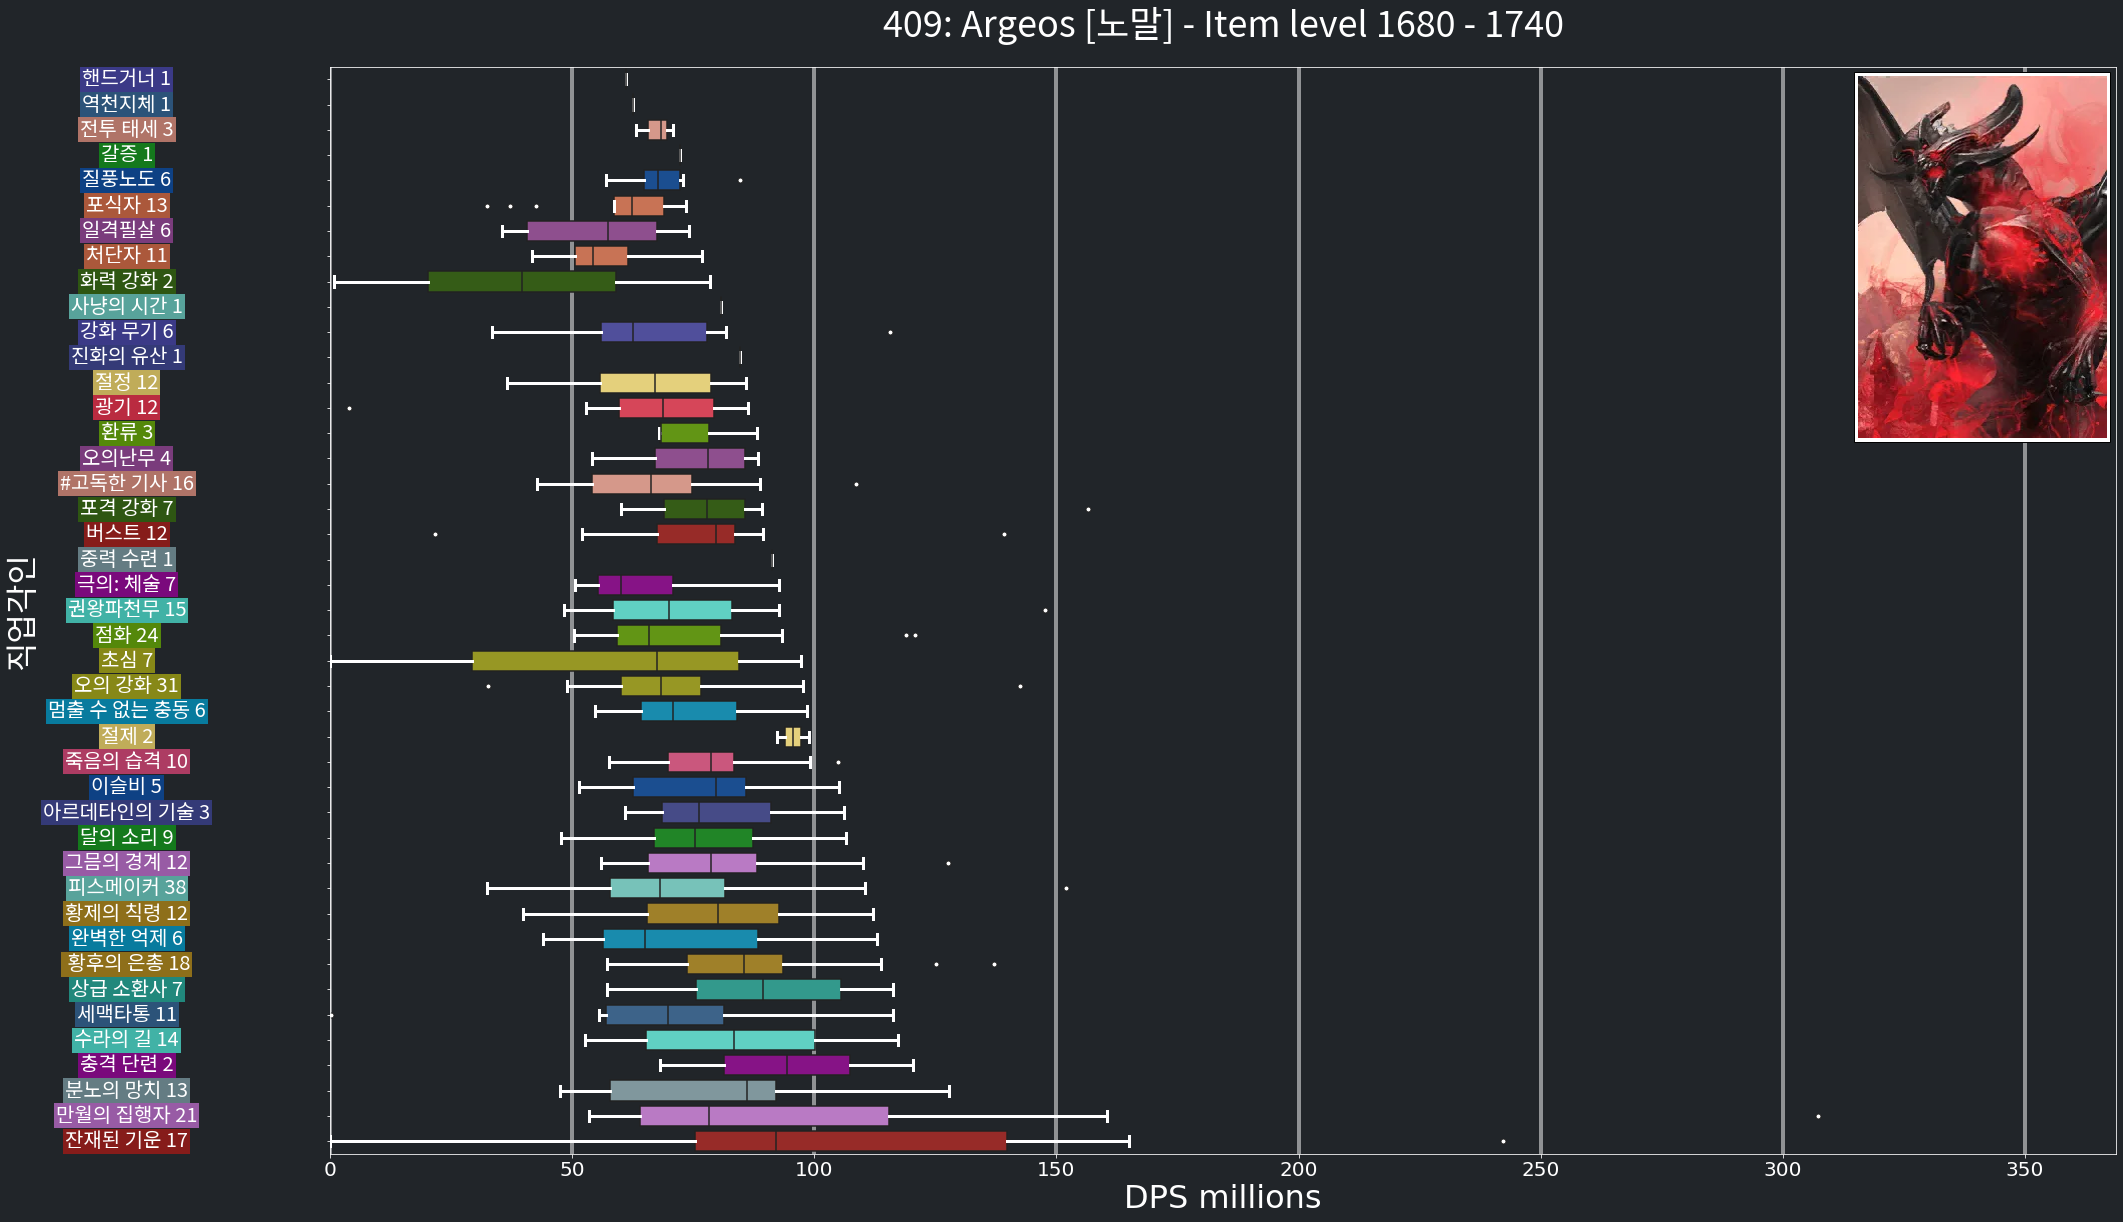 409: Argeos [노말] - Item level 1680 - 1740
직업각인
핸드거너 1
역천지체 1
전투 태세 3
갈증 1
질풍노도 6
포식자 13
일격필살 6
처단자 11
화력 강화 2
사냥의 시간 1
강화 무기 6
진화의 유산 1
절정 12
광기 12
환류 3
오의난무 4
#고독한 기사 16
포격 강화 7
버스트 12
중력 수련 1
극의: 체술 7
권왕파천무 15
점화 24
초심 7
오의 강화 31
멈출 수 없는 충동 6
절제 2
죽음의 습격 10
이슬비 5
아르데타인의 기술 3
달의 소리 9
그믐의 경계 12
피스메이커 38
황제의 칙령 12
완벽한 억제 6
황후의 은총 18
상급 소환사 7
세맥타통 11
수라의 길 14
충격 단련 2
분노의 망치 13
만월의 집행자 21
잔재된 기운 17
0 50 100 150 200 250 300 350
DPS millions